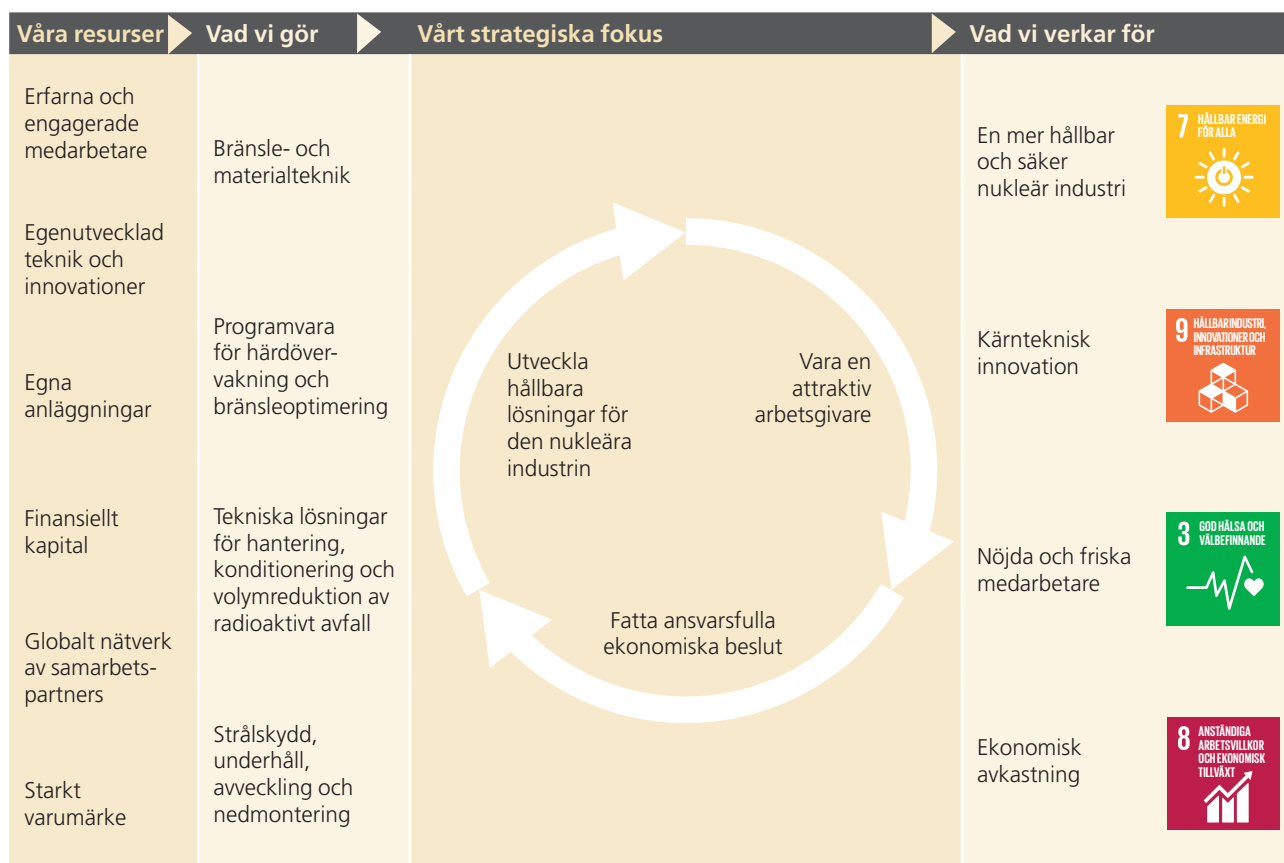 Våra resurser
Vad vi gör
Vårt strategiska fokus
Vad vi verkar för
Erfarna och
engagerade
medarbetare
Egenutvecklad
teknik och
innovationer
Egna
anläggningar
Finansiellt
kapital
Globalt nätverk
av samarbets-
partners
Starkt
varumärke
Bränsle- och
materialteknik
Programvara
för härdöver-
vakning och
bränsleoptimering
Tekniska lösningar
för hantering,
konditionering och
volymreduktion av
radioaktivt avfall
Strålskydd,
underhåll,
avveckling och
nedmontering
Utveckla
hållbara
lösningar för
den nukleära
industrin
Vara en
attraktiv
arbetsgivare
Fatta ansvarsfulla
ekonomiska beslut
En mer hållbar
och säker
nukleär industri
7 HÅLLBAR ENERGI
FÖR ALLA
Kärnteknisk
innovation
9 HÅLLBAR INDUSTRI,
INNOVATIONER OCH
INFRASTRUKTUR
Nöjda och friska
medarbetare
3 GOD HÄLSA OCH
VÄLBEFINNANDE
Ekonomisk
avkastning
8 ANSTÄNDIGA
ARBETSVILLKOR
OCH EKONOMISK
TILLVÄXT